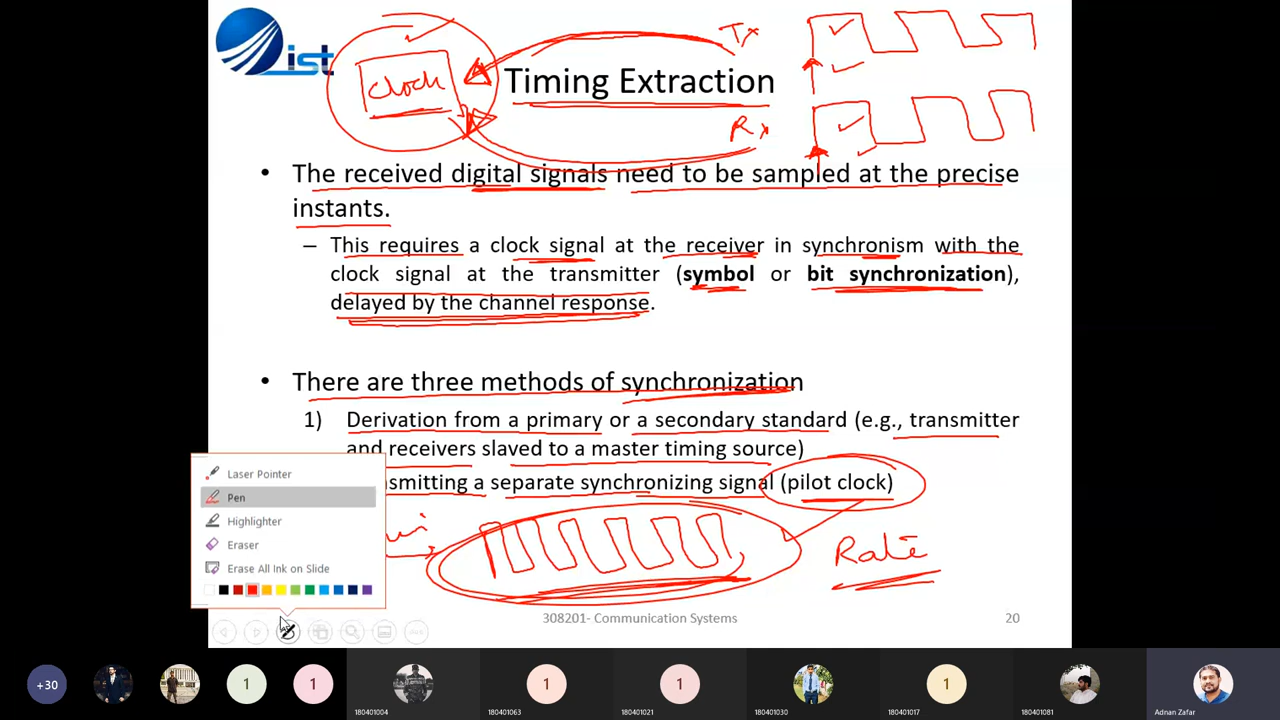 ist
clock
Tx
Timing Extraction
Rx
• The received digital signals need to be sampled at the precise
instants.
– This requires a clock signal at the receiver in synchronism with the
clock signal at the transmitter (symbol or bit synchronization),
delayed by the channel response.
• There are three methods of synchronization
1) Derivation from a primary or a secondary standard (e.g., transmitter
and receivers slaved to a master timing source)
smitting a separate synchronizing signal (pilot clock)
Laser Pointer
Pen
Highlighter
Eraser
Erase All Ink on Slide
Rate
308201- Communication Systems
20
+30
1
1
180401004
1
180401063
1
180401021
180401030
1
180401017
180401081
Adnan Zafar